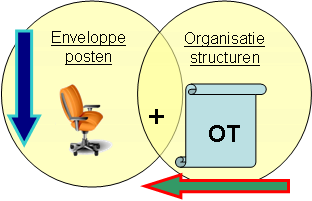 Enveloppe
posten
Organisatie
structuren
+
OT